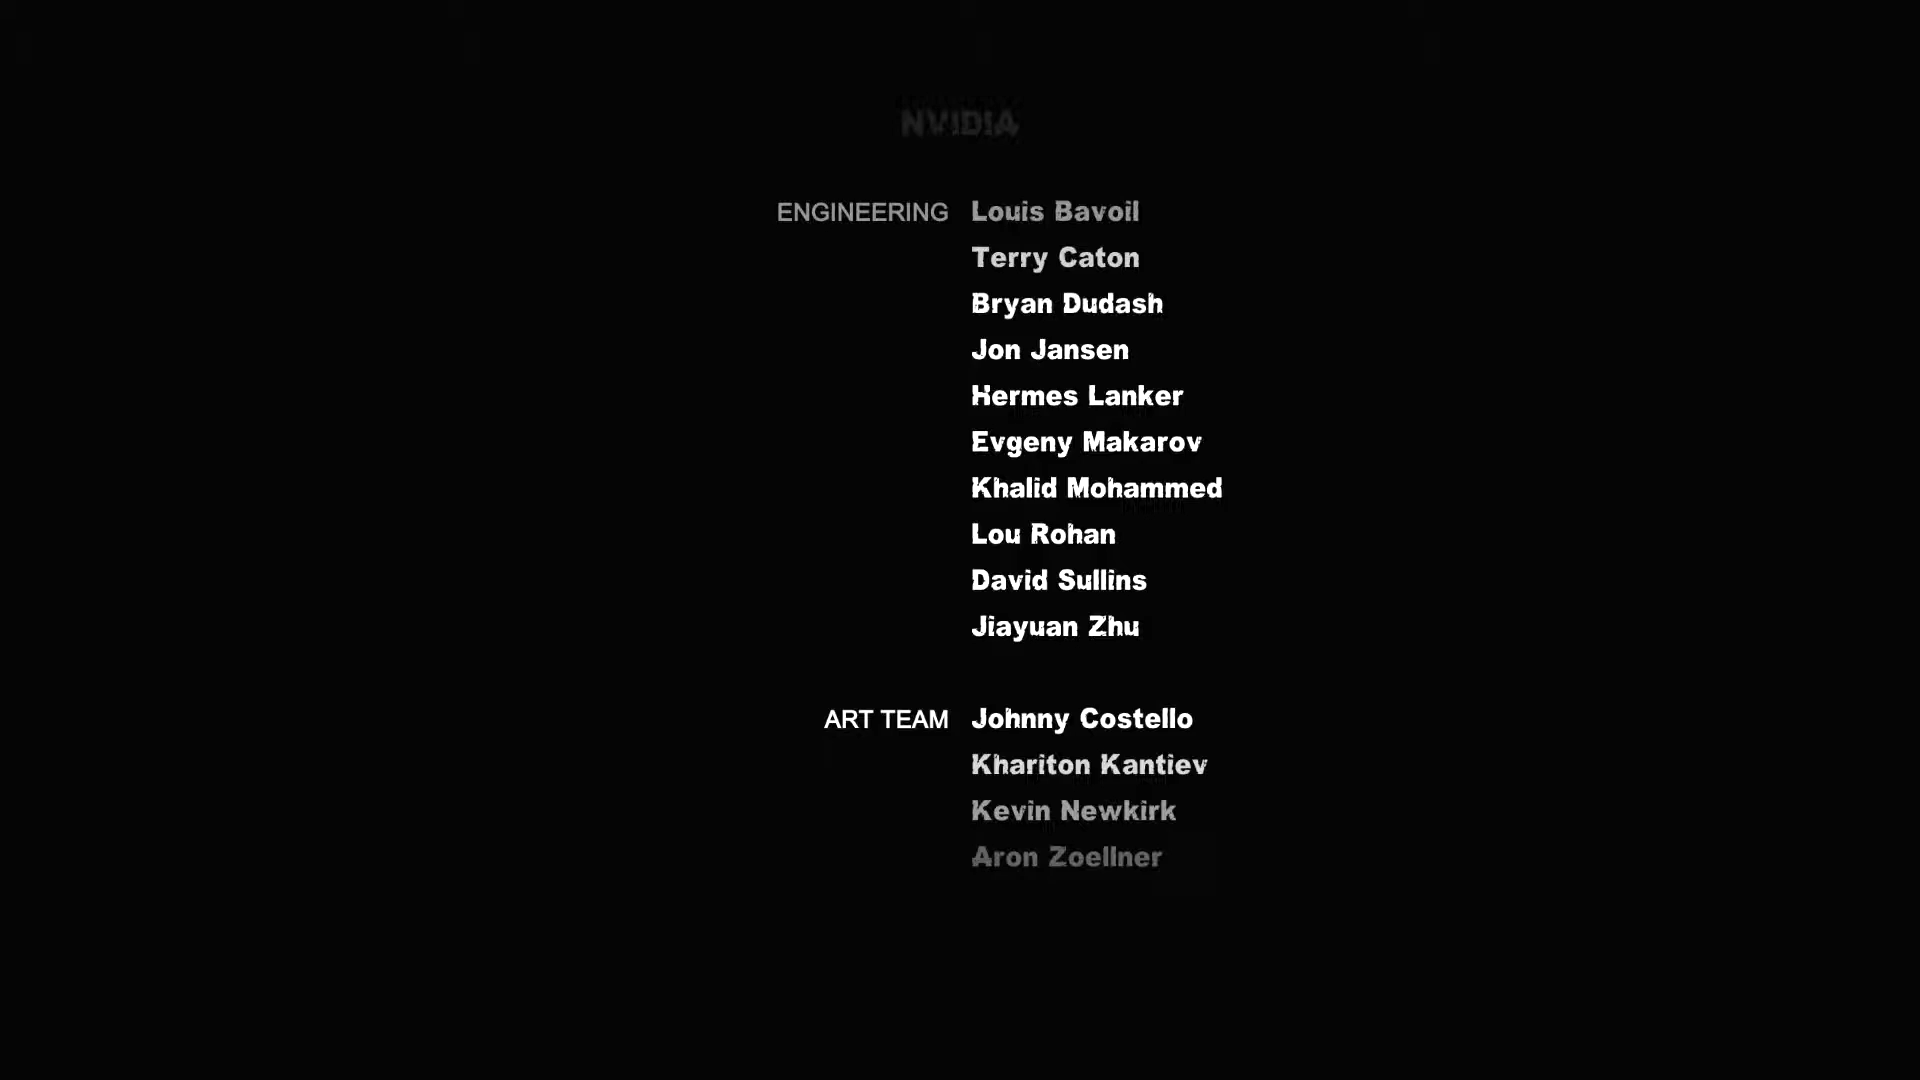 NVIDIA
ENGINEERING Louis Bavoil
Terry Caton
Bryan Dudash
Jon Jansen
Hermes Lanker
Evgeny Makarov
Khalid Mohammed
Lou Rohan
David Sullins
Jiayuan Zhu
ART TEAM Johnny Costello
Khariton Kantiev
Kevin Newkirk
Aron Zoellner